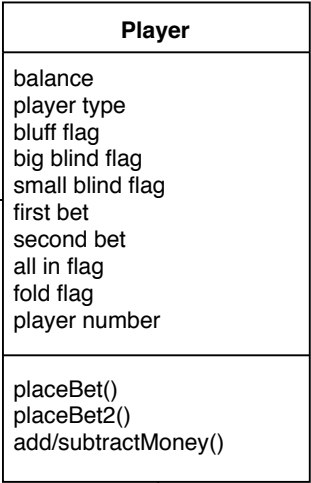 Player
balance
player type
bluff flag
big blind flag
small blind flag
first bet
second bet
all in flag
fold flag
player number
placeBet()
placeBet2()
add/subtractMoney()